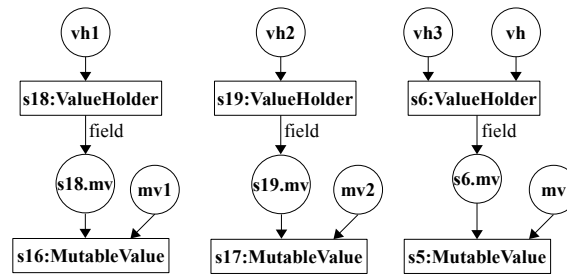 vh1 vh2 vh3 vh
s18:ValueHolder s19:ValueHolder s6:ValueHolder
field field field
s18.mv mv1 s19.mv mv2 s6.mv mv
s16:MutableValue s17:MutableValue s5:MutableValue